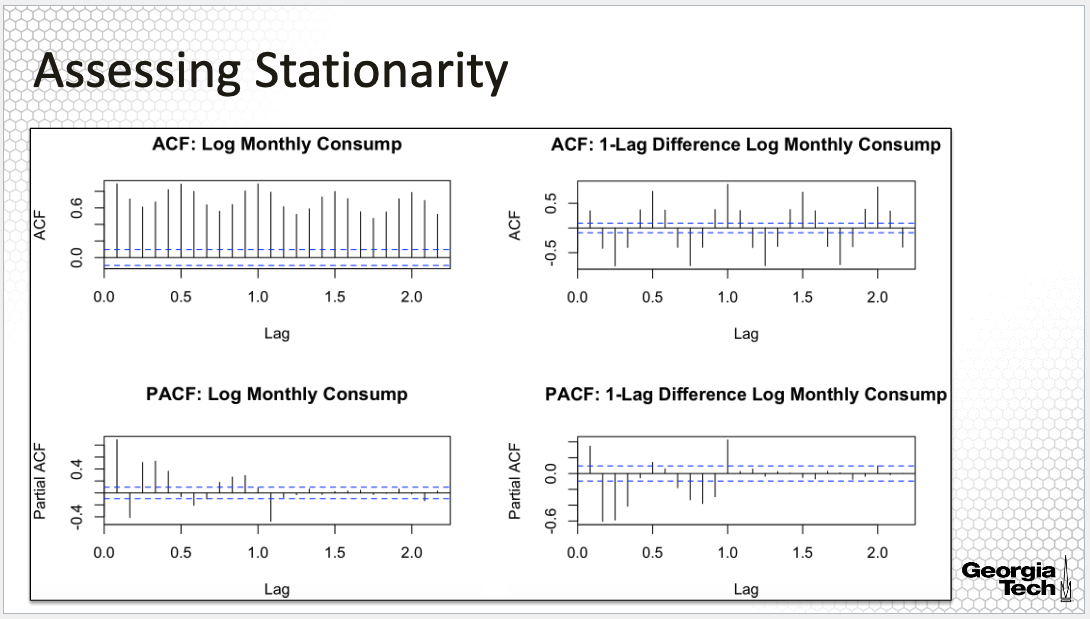 Assessing Stationarity
ACF: Log Monthly Consump
ACF
0.6
0.0
0.0 0.5 1.0 1.5 2.0
Lag
ACF: 1-Lag Difference Log Monthly Consump
ACF
0.5
-0.5
0.0 0.5 1.0 1.5 2.0
Lag
PACF: Log Monthly Consump
Partial ACF
0.4
-0.4
0.0 0.5 1.0 1.5 2.0
Lag
PACF: 1-Lag Difference Log Monthly Consump
Partial ACF
0.0
-0.6
0.0 0.5 1.0 1.5 2.0
Lag
Georgia
Tech